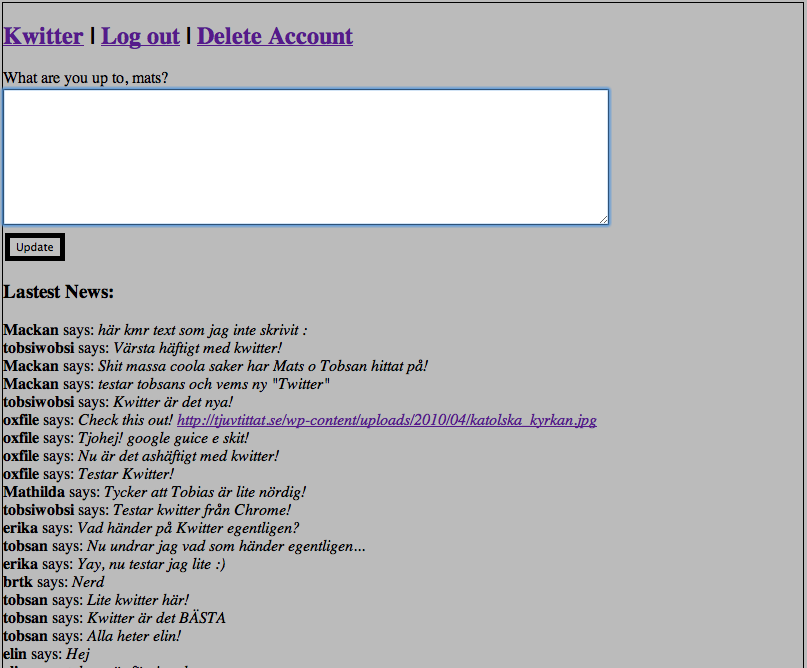 Kwitter | Log out | Delete Account
What are you up to, mats?
Update
Lastest News:
Mackan says: här kmr text som jag inte skrivit :
tobsiwobsi says: Värsta häftigt med kwitter!
Mackan says: Shit massa coola saker har Mats o Tobsan hittat på!
Mackan says: testar tobsans och vems ny "Twitter"
tobsiwobsi says: Kwitter är det nya!
oxfile says: Check this out! http://tjuvtittat.se/wp-content/uploads/2010/04/katolska_kyrkan.jpg
oxfile says: Tjohej! google guice e skit!
oxfile says: Nu är det ashäftigt med kwitter!
oxfile says: Testar Kwitter!
Mathilda says: Tycker att Tobias är lite nördig!
tobsiwobsi says: Testar kwitter från Chrome!
erika says: Vad händer på Kwitter egentligen?
tobsan says: Nu undrar jag vad som händer egentligen...
erika says: Yay, nu testar jag lite :)
brtk says: Nerd
tobsan says: Lite kwitter här!
tobsan says: Kwitter är det BÄSTA
tobsan says: Alla heter elin!
elin says: Hej